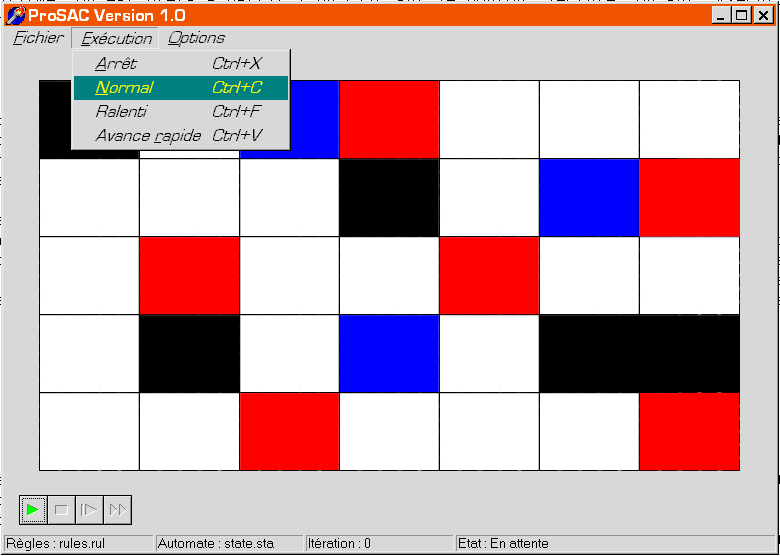 ProSAC Version 1.0
Fichier Exécution Options
Arrêt Ctrl+X
Normal Ctrl+C
Ralenti Ctrl+F
Avance rapide Ctrl+V
Règles : rules.rul Automate : state.sta Itération : 0 Etat : En attente